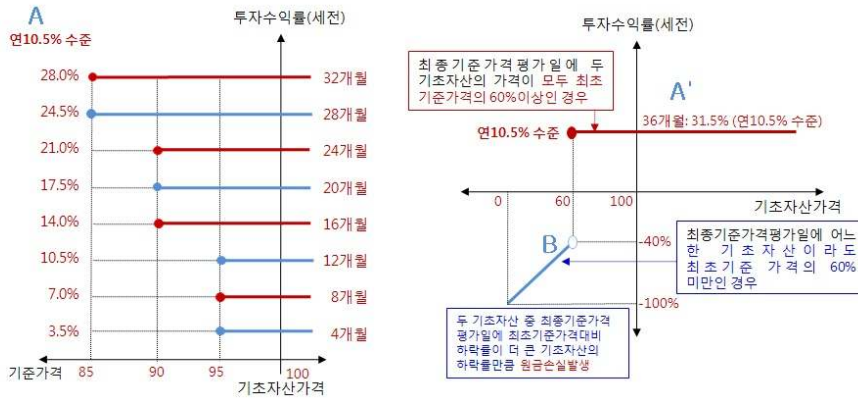 A
투자수익률(세전)
연10.5% 수준
28.0%
32개월
24.5%
28개월
21.0%
24개월
17.5%
20개월
14.0%
16개월
10.5%
12개월
7.0%
8개월
3.5%
4개월
기준가격
85
90
95
100
기초자산가격
투자수익률(세전)
최종기준가격평가일에 두
기초자산의 가격이 모두 최초
기준가격의 60%이상인 경우
A'
36개월: 31.5% (연10.5% 수준)
연10.5% 수준
0
60
100
기초자산가격
B
-40%
-100%
최종기준가격평가일에 어느
한 기초자산이라도
최초기준 가격의 60%
미만인 경우
두 기초자산 중 최종기준가격
평가일에 최초기준가격대비
하락률이 더 큰 기초자산의
하락률만큼 원금손실발생